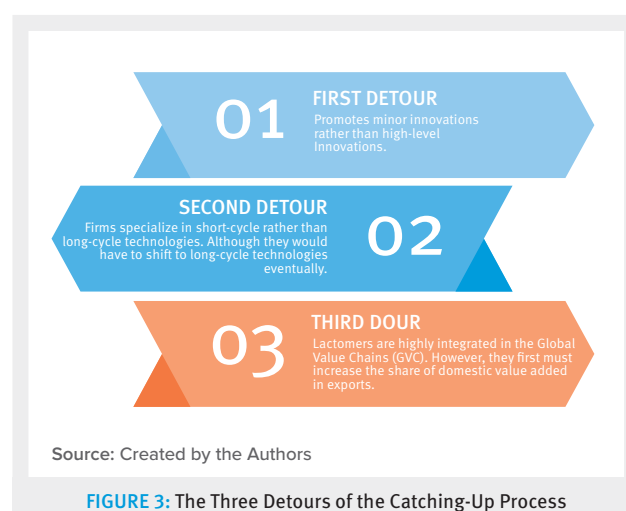 01
FIRST DETOUR
Promotes minor innovations
rather than high-level
Innovations.
SECOND DETOUR
Firms specialize in short-cycle rather than
long-cycle technologies. Although they would
have to shift to long-cycle technologies
eventually.
02
03
THIRD DOUR
Lactomers are highly integrated in the Global
Value Chains (GVC). However, they first must
increase the share of domestic value added
in exports.
Source: Created by the Authors
FIGURE 3: The Three Detours of the Catching-Up Process